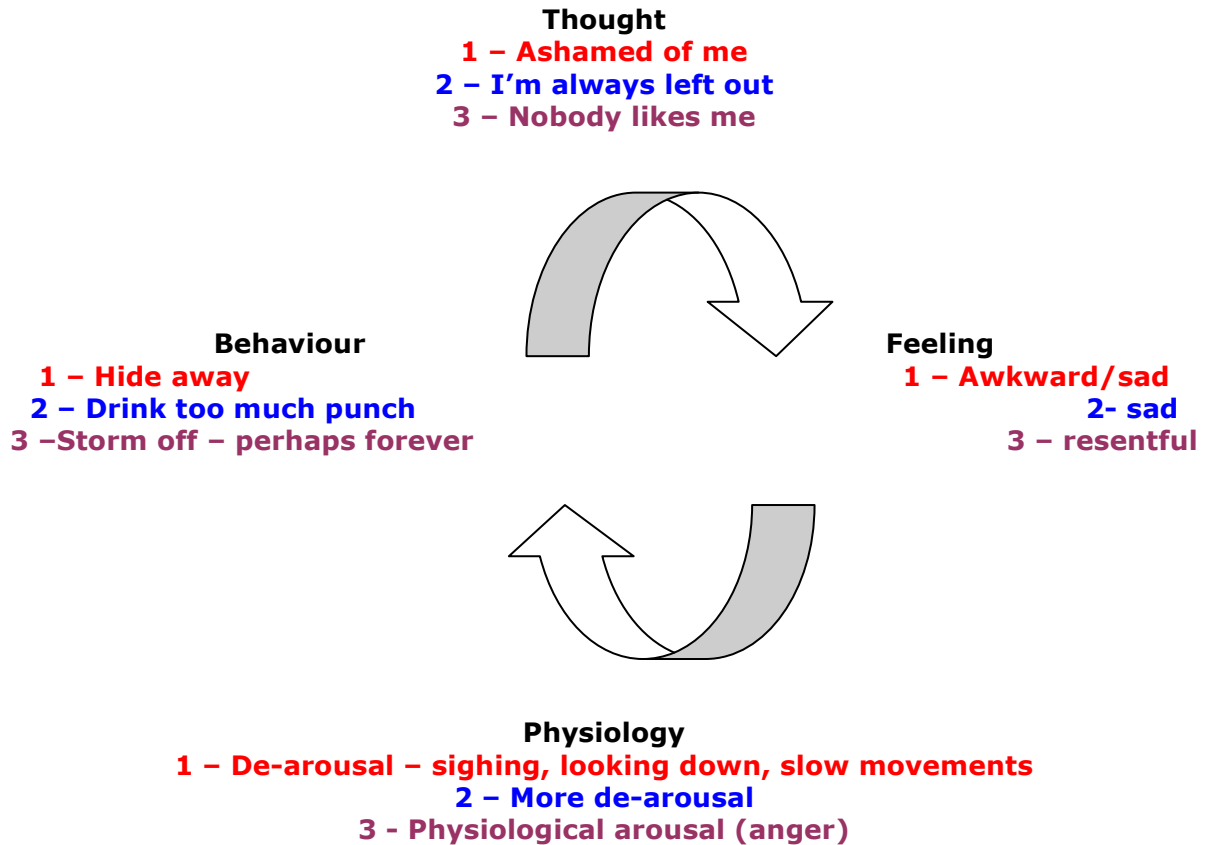 Thought
1 – Ashamed of me
2 – I’m always left out
3 – Nobody likes me
Behaviour
1 – Hide away
2 – Drink too much punch
3 –Storm off – perhaps forever
Feeling
1 – Awkward/sad
2- sad
3 – resentful
Physiology
1 – De-arousal – sighing, looking down, slow movements
2 – More de-arousal
3 - Physiological arousal (anger)